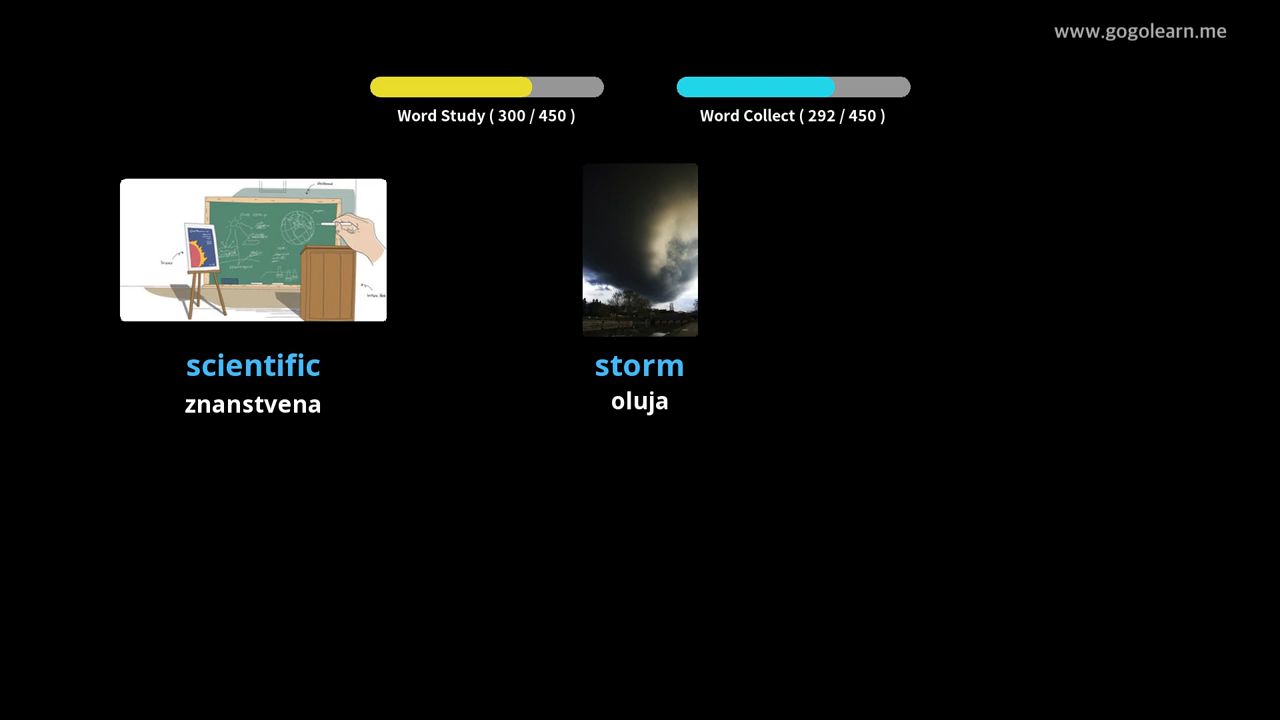 www.gogolearn.me
Word Study ( 300 / 450 )
Word Collect ( 292 / 450 )
scientific
znanstvena
storm
oluja